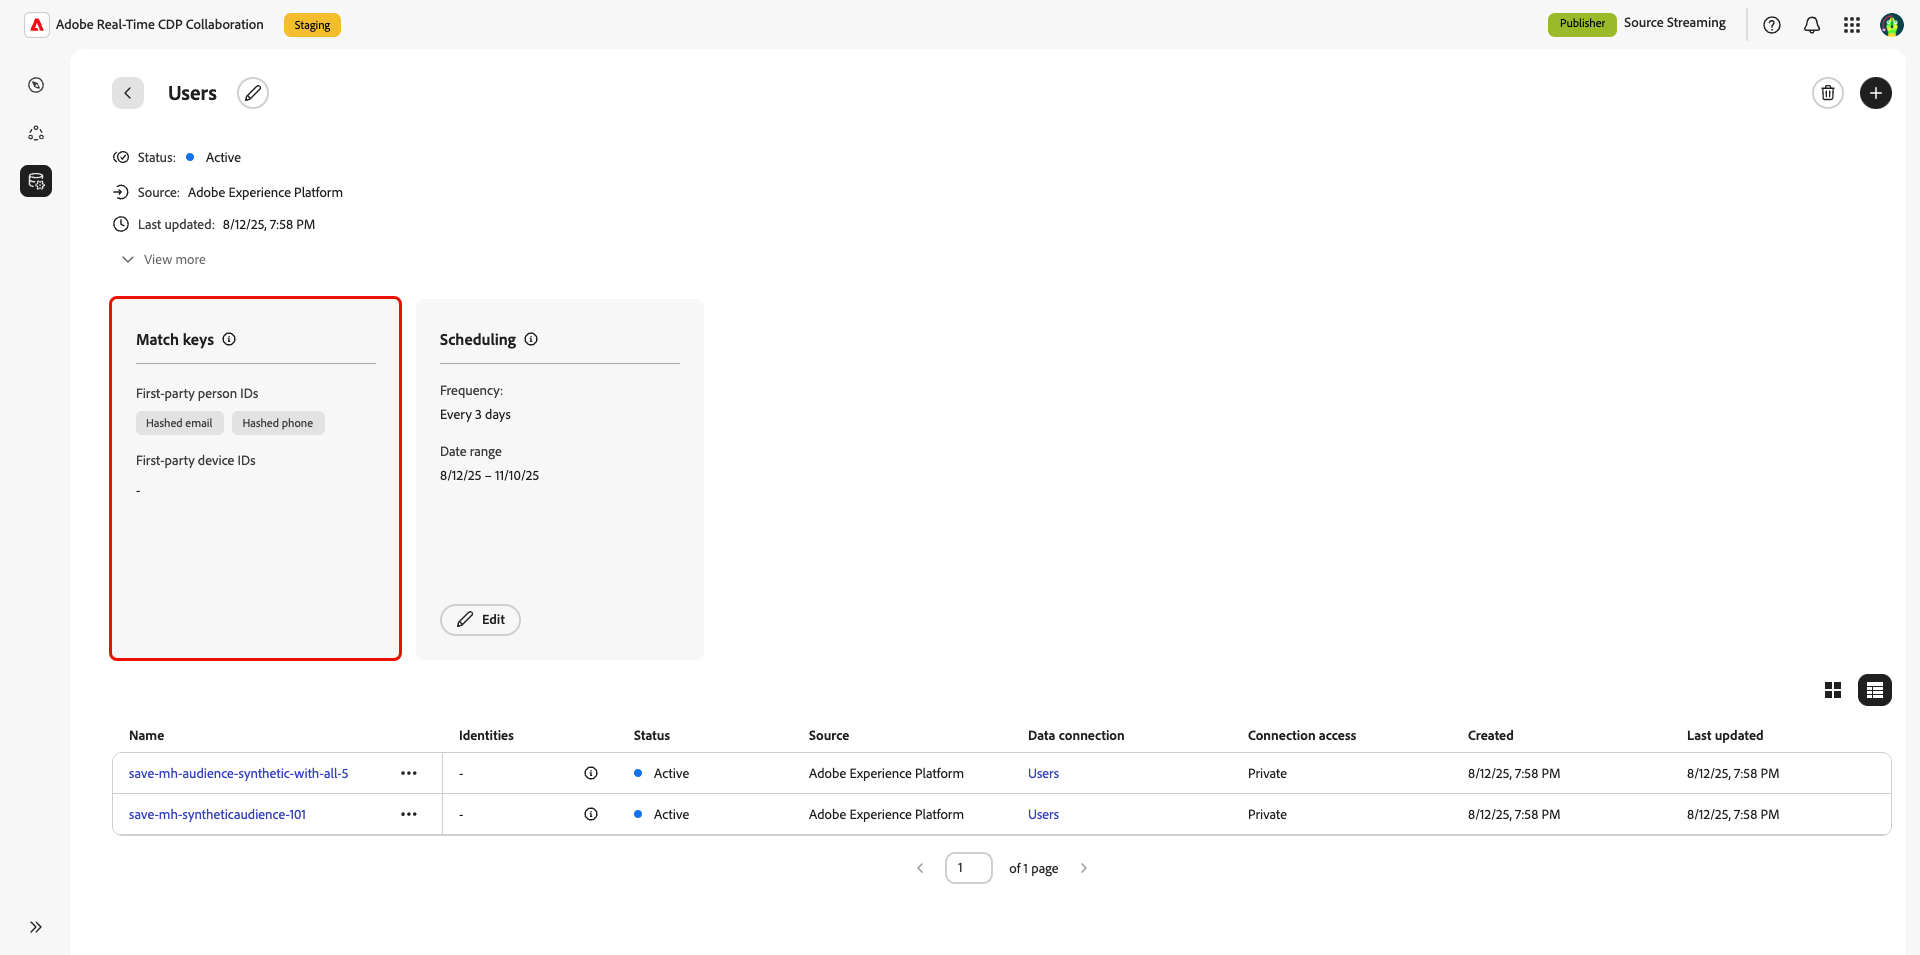 Adobe Real-Time CDP Collaboration Staging Publisher Source Streaming
Users
Status: Active
Source: Adobe Experience Platform
Last updated: 8/12/25, 7:58 PM
View more
Match keys
First-party person IDs
Hashed email Hashed phone
First-party device IDs
-
Scheduling
Frequency:
Every 3 days
Date range
8/12/25 – 11/10/25
Edit
Name Identities Status Source Data connection Connection access Created Last updated
save-mh-audience-synthetic-with-all-5 ••• - Active Adobe Experience Platform Users Private 8/12/25, 7:58 PM 8/12/25, 7:58 PM
save-mh-syntheticaudience-101 ••• - Active Adobe Experience Platform Users Private 8/12/25, 7:58 PM 8/12/25, 7:58 PM
1 of 1 page